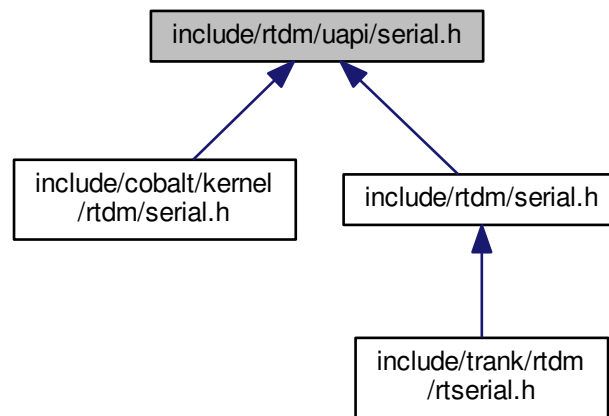 include/rtdm/uapi/serial.h
include/cobalt/kernel
/rtdm/serial.h
include/rtdm/serial.h
include/trank/rtdm
/rtserial.h